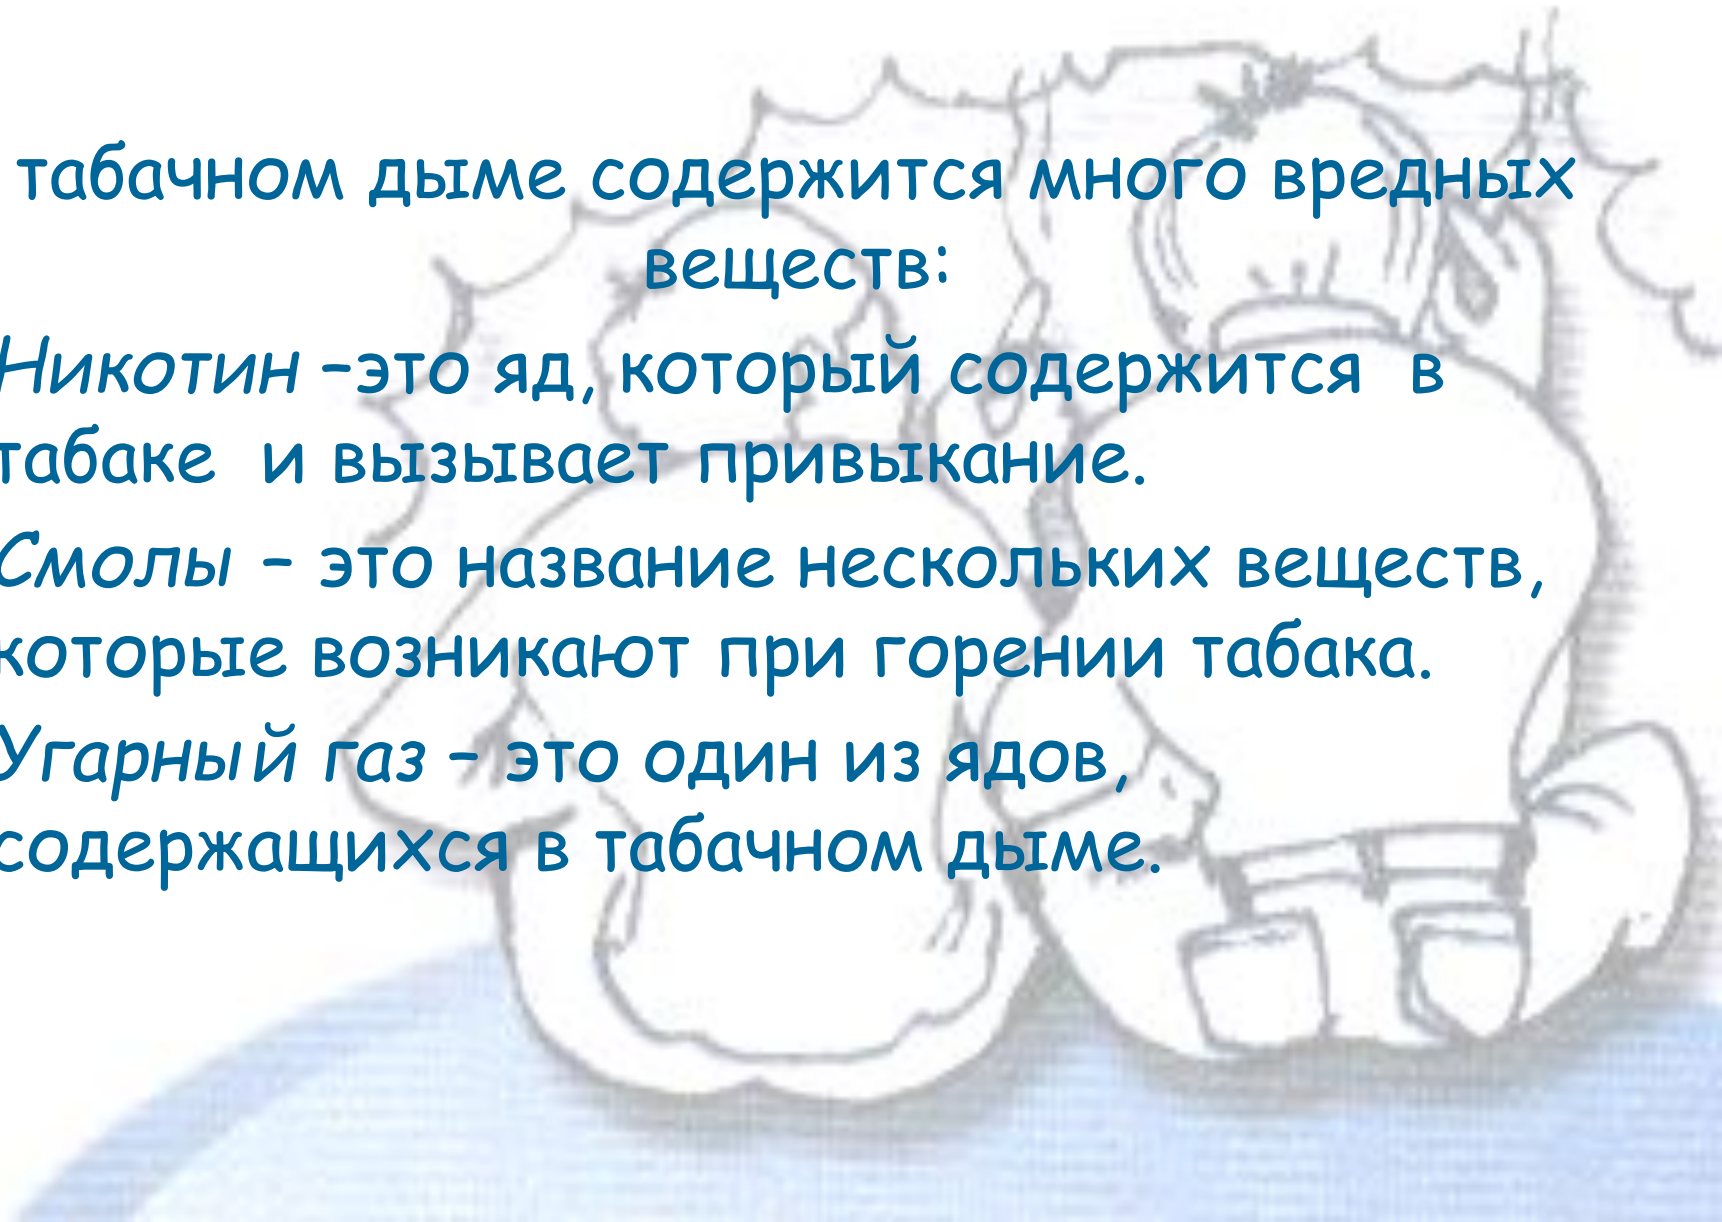 табачном дыме содержится много вредных
веществ:
Никотин –это яд, который содержится в
табаке и вызывает привыкание.
Смолы – это название нескольких веществ,
которые возникают при горении табака.
Угарный газ – это один из ядов,
содержащихся в табачном дыме.